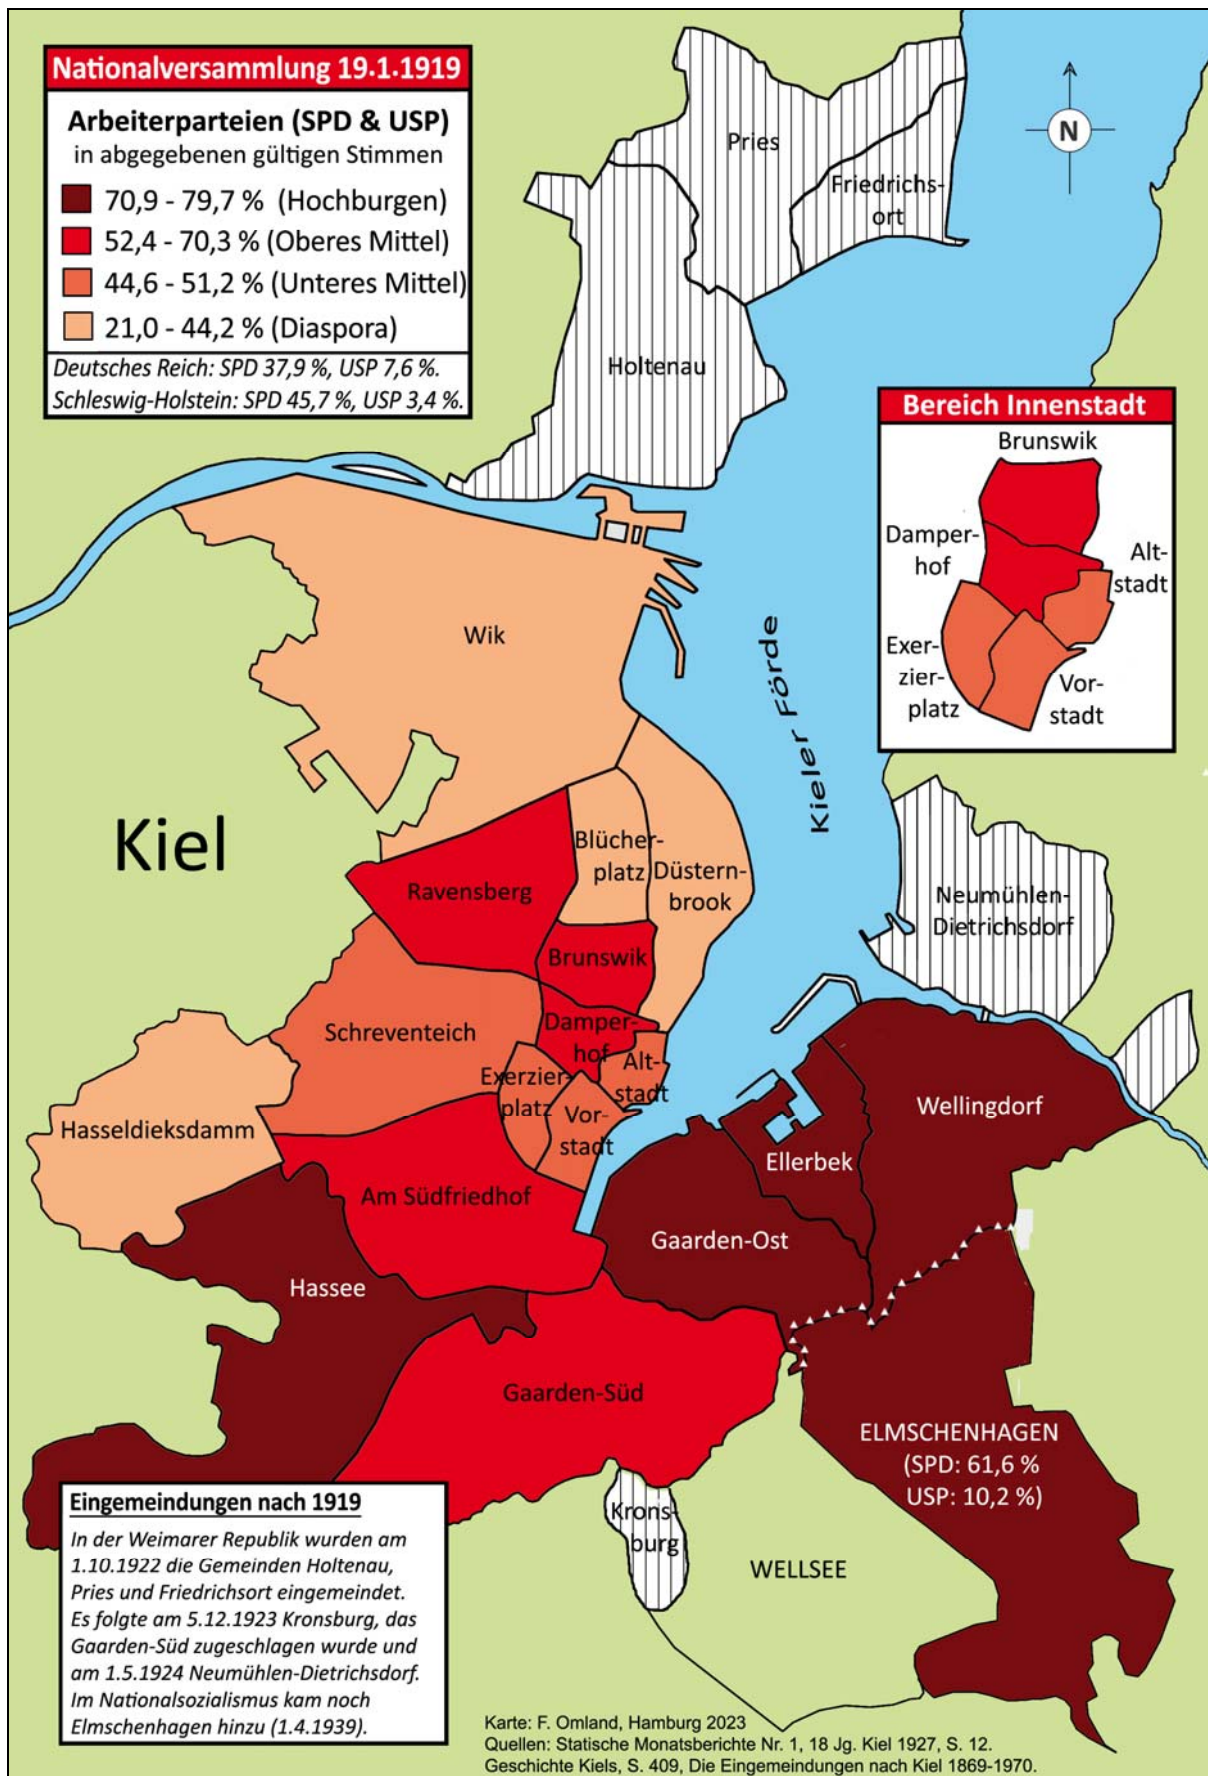 Nationalversammlung 19.1.1919
Arbeiterparteien (SPD & USP)
in abgegebenen gültigen Stimmen
70,9 - 79,7 % (Hochburgen)
52,4 - 70,3 % (Oberes Mittel)
44,6 - 51,2 % (Unteres Mittel)
21,0 - 44,2 % (Diaspora)
Deutsches Reich: SPD 37,9 %, USP 7,6 %.
Schleswig-Holstein: SPD 45,7 %, USP 3,4 %.
N
Pries
Friedrichs-
ort
Holtenau
Bereich Innenstadt
Brunswik
Damper-
hof
Alt-
stadt
Exer-
zier-
platz
Vor-
stadt
Wik
Kieler Förde
Kiel
Blücher-
platz
Düstern-
brook
Ravensberg
Neumühlen-
Dietrichsdorf
Brunswik
Schreventeich
Damper-
hof
Alt-
stadt
Exerzier-
platz
Vor-
stadt
Hasseldieksdamm
Wellingdorf
Ellerbek
Am Südfriedhof
Gaarden-Ost
Hassee
Gaarden-Süd
ELMSCHENHAGEN
(SPD: 61,6 %
USP: 10,2 %)
Krons-
burg
WELLSEE
Eingemeindungen nach 1919
In der Weimarer Republik wurden am
1.10.1922 die Gemeinden Holtenau,
Pries und Friedrichsort eingemeindet.
Es folgte am 5.12.1923 Kronsburg, das
Gaarden-Süd zugeschlagen wurde und
am 1.5.1924 Neumühlen-Dietrichsdorf.
Im Nationalsozialismus kam noch
Elmschenhagen hinzu (1.4.1939).
Karte: F. Omland, Hamburg 2023
Quellen: Statische Monatsberichte Nr. 1, 18 Jg. Kiel 1927, S. 12.
Geschichte Kiels, S. 409, Die Eingemeindungen nach Kiel 1869-1970.